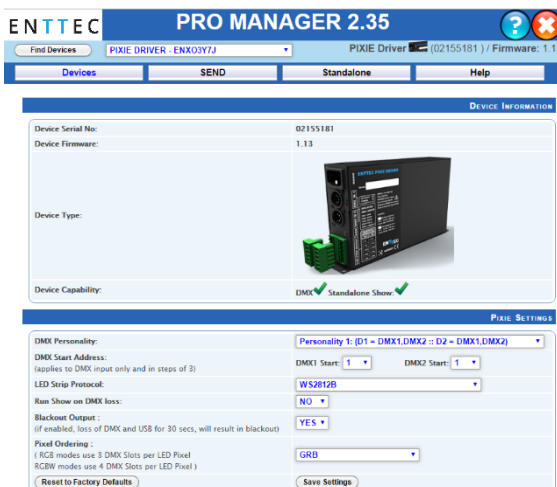 ENTTEC
PRO MANAGER 2.35
?
Find Devices
PIXIE DRIVER - ENXO3Y7J
PIXIE Driver (02155181 ) / Firmware: 1.1
Devices
SEND
Standalone
Help
DEVICE INFORMATION
Device Serial No:
02155181
Device Firmware:
1.13
Device Type:
ENTTEC PIXIE DRIVER
Device Capability:
DMX Standalone Show:
PIXIE SETTINGS
DMX Personality:
Personality 1: (D1 = DMX1,DMX2 :: D2 = DMX1,DMX2)
DMX Start Address:
(applies to DMX input only and in steps of 3)
DMX1 Start: 1
DMX2 Start: 1
LED Strip Protocol:
WS2812B
Run Show on DMX loss:
NO
Blackout Output :
(if enabled, loss of DMX and USB for 30 secs, will result in blackout)
YES
Pixel Ordering :
( RGB modes use 3 DMX Slots per LED Pixel
RGBW modes use 4 DMX Slots per LED Pixel )
GRB
Reset to Factory Defaults
Save Settings